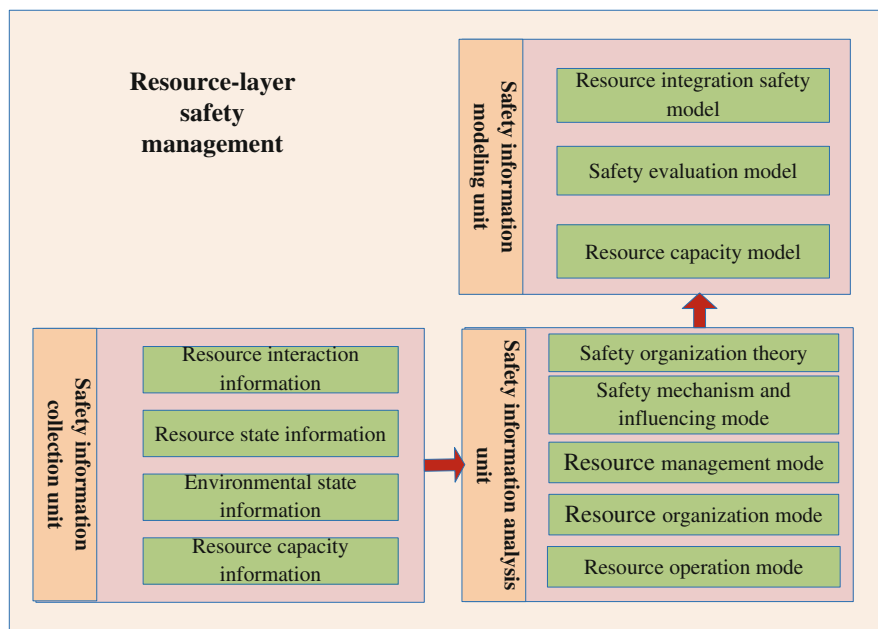 Resource-layer
safety
management
Safety information
modeling unit
Resource integration safety
model
Safety evaluation model
Resource capacity model
Safety information
collection unit
Resource interaction
information
Resource state information
Environmental state
information
Resource capacity
information
Safety information analysis
unit
Safety organization theory
Safety mechanism and
influencing mode
Resource management mode
Resource organization mode
Resource operation mode